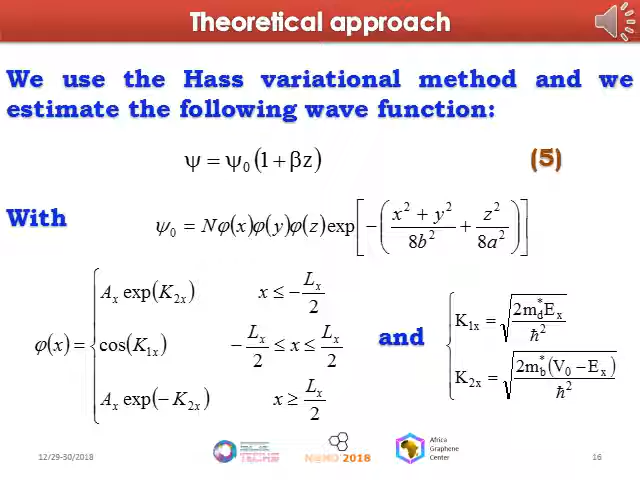 Theoretical approach
We use the Hass variational method and we
estimate the following wave function:
ψ = ψ₀(1 + βz) (5)
With ψ₀ = Nφ(x)φ(y)φ(z)exp[−((x² + y²)/8b² + z²/8a²)]
φ(x) = { Aₓ exp(K₂ₓ) x ≤ −Lₓ/2
cos(K₁ₓ) −Lₓ/2 ≤ x ≤ Lₓ/2
Aₓ exp(−K₂ₓ) x ≥ Lₓ/2
and
{ K₁ₓ = √(2m*_d Eₓ/ħ²)
K₂ₓ = √(2m*_b (V₀ − Eₓ)/ħ²)
12/29-30/2018
2018
Africa
Graphene
Center
16